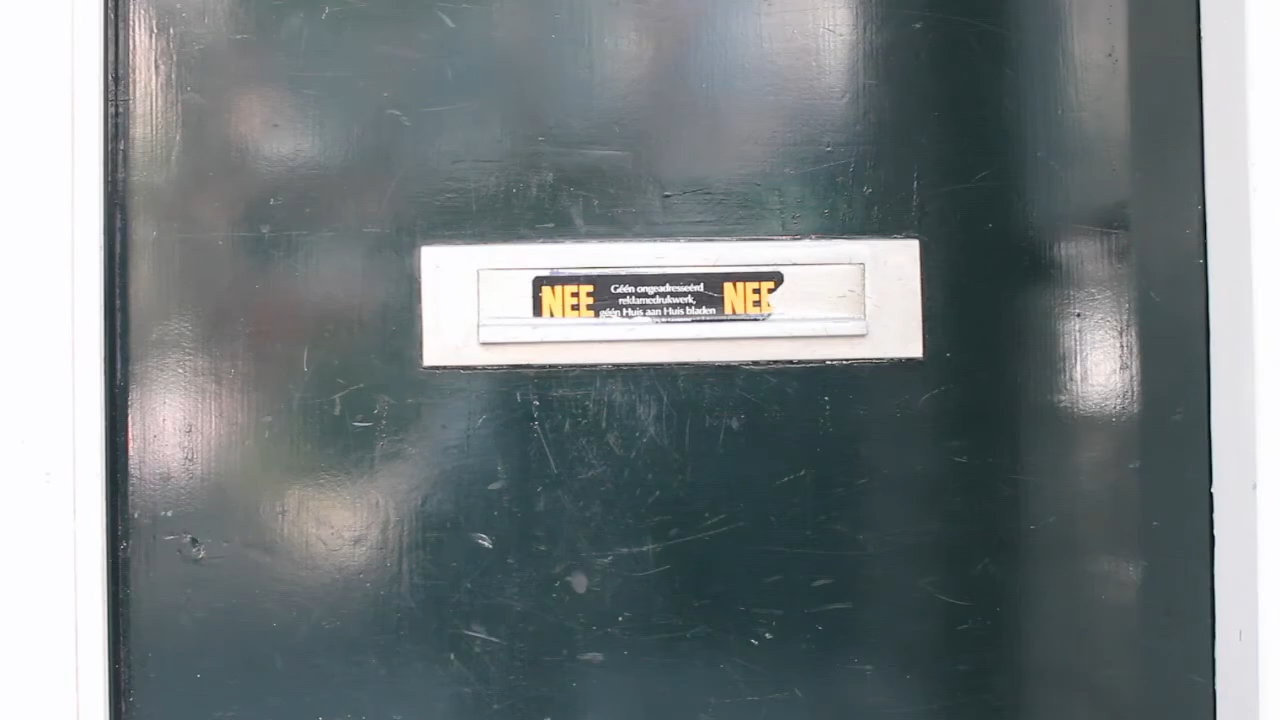 NEE Géén ongeadresseerd NEE
reklamedrukwerk,
géén Huis aan Huis bladen